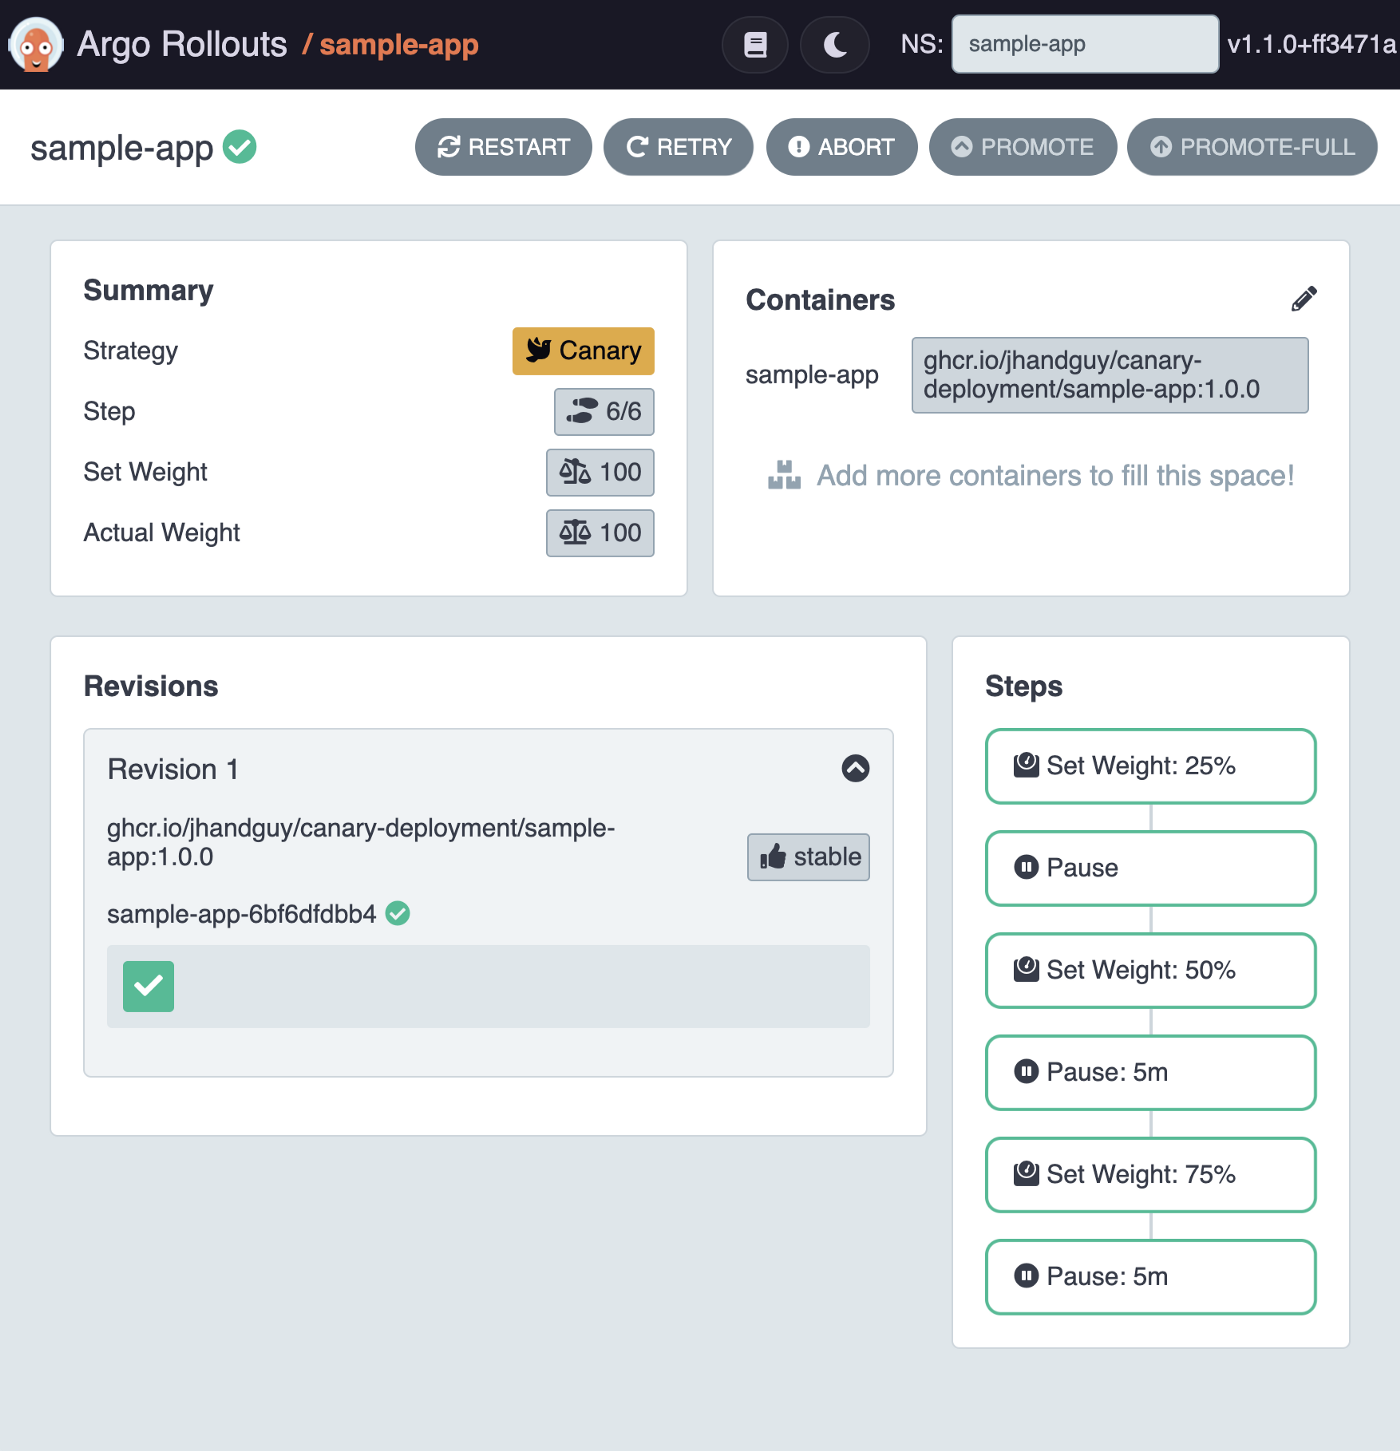 Argo Rollouts / sample-app
NS: sample-app v1.1.0+ff3471a
sample-app
RESTART
RETRY
ABORT
PROMOTE
PROMOTE-FULL
Summary
Strategy
Canary
Step
6/6
Set Weight
100
Actual Weight
100
Containers
sample-app
ghcr.io/jhandguy/canary-
deployment/sample-app:1.0.0
Add more containers to fill this space!
Revisions
Revision 1
ghcr.io/jhandguy/canary-deployment/sample-
app:1.0.0
stable
sample-app-6bf6dfdbb4
Steps
Set Weight: 25%
Pause
Set Weight: 50%
Pause: 5m
Set Weight: 75%
Pause: 5m